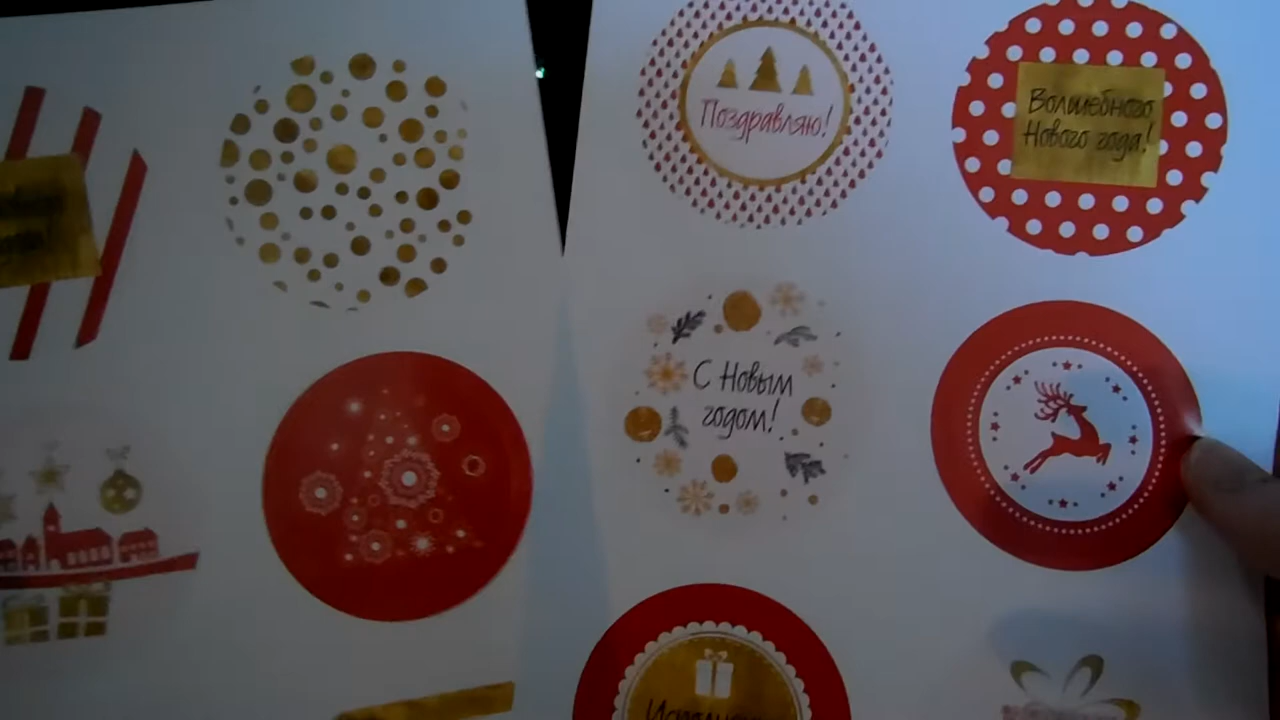 Поздравляю!
Волшебного
Нового года!
С Новым
годом!